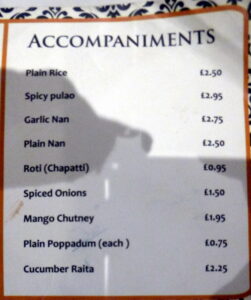 ACCOMPANIMENTS
Plain Rice £2.50
Spicy pulao £2.95
Garlic Nan £2.75
Plain Nan £2.50
Roti (Chapatti) £0.95
Spiced Onions £1.50
Mango Chutney £1.95
Plain Poppadum (each ) £0.75
Cucumber Raita £2.25